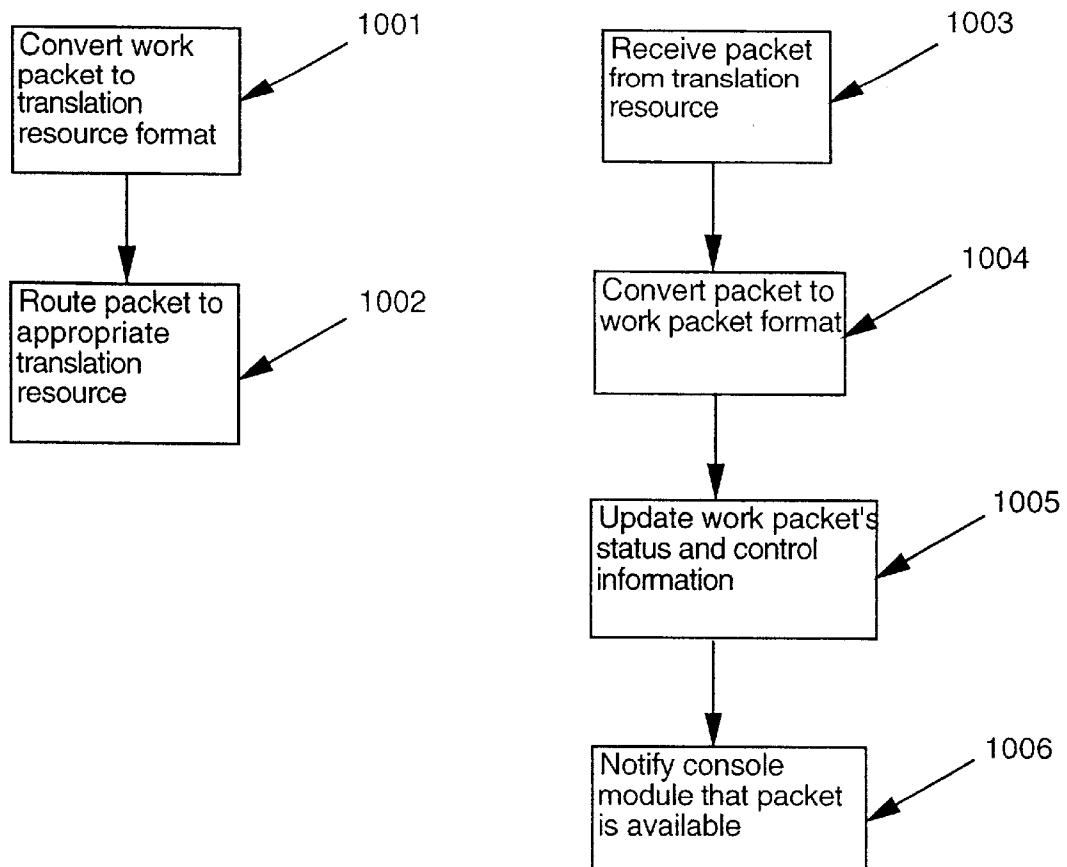 Convert work
packet to
translation
resource format
1001
Route packet to
appropriate
translation
resource
1002
Receive packet
from translation
resource
1003
Convert packet to
work packet format
1004
Update work packet's
status and control
information
1005
Notify console
module that packet
is available
1006